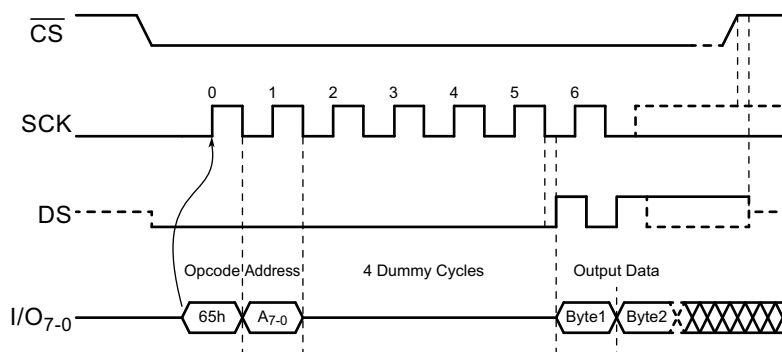 CS
0 1 2 3 4 5 6
SCK
DS
Opcode Address 4 Dummy Cycles Output Data
I/O7-0 65h A7-0 Byte1 Byte2